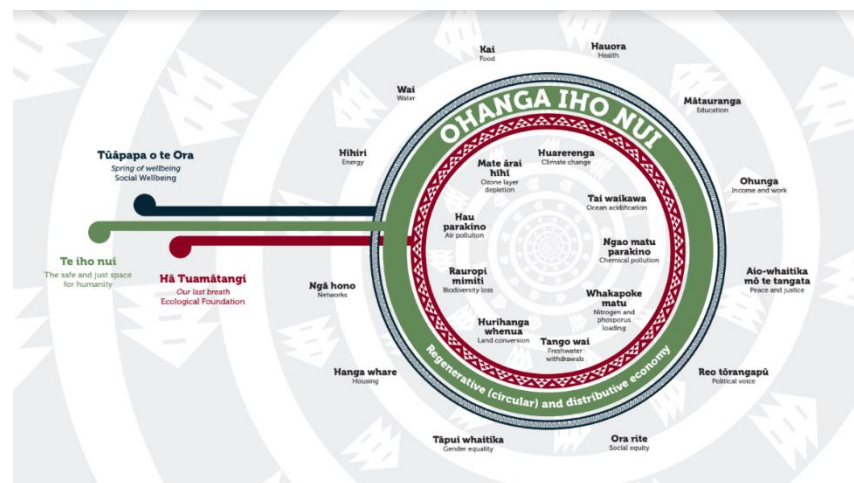 OHANGA IHO NUI
Regenerative (circular) and distributive economy
Tūāpapa o te Ora
Spring of wellbeing
Social Wellbeing
Te iho nui
The safe and just space
for humanity
Hā Tuamātangi
Our last breath
Ecological Foundation
Kai
Food
Hauora
Health
Mātauranga
Education
Ohunga
Income and work
Aio-whaitika
mō te tangata
Peace and justice
Reo tōrangapū
Political voice
Ora rite
Social equity
Tāpui whaitika
Gender equality
Hanga whare
Housing
Ngā hono
Networks
Hīhiri
Energy
Wai
Water
Huarerenga
Climate change
Tai waikawa
Ocean acidification
Ngao matu
parakino
Chemical pollution
Whakapoke
matu
Nitrogen and
phosporus
loading
Tango wai
Freshwater
withdrawals
Hurihanga
whenua
Land conversion
Rauropi
mimiti
Biodiversity loss
Hau
parakino
Air pollution
Mate ārai
hīhī
Ozone layer
depletion